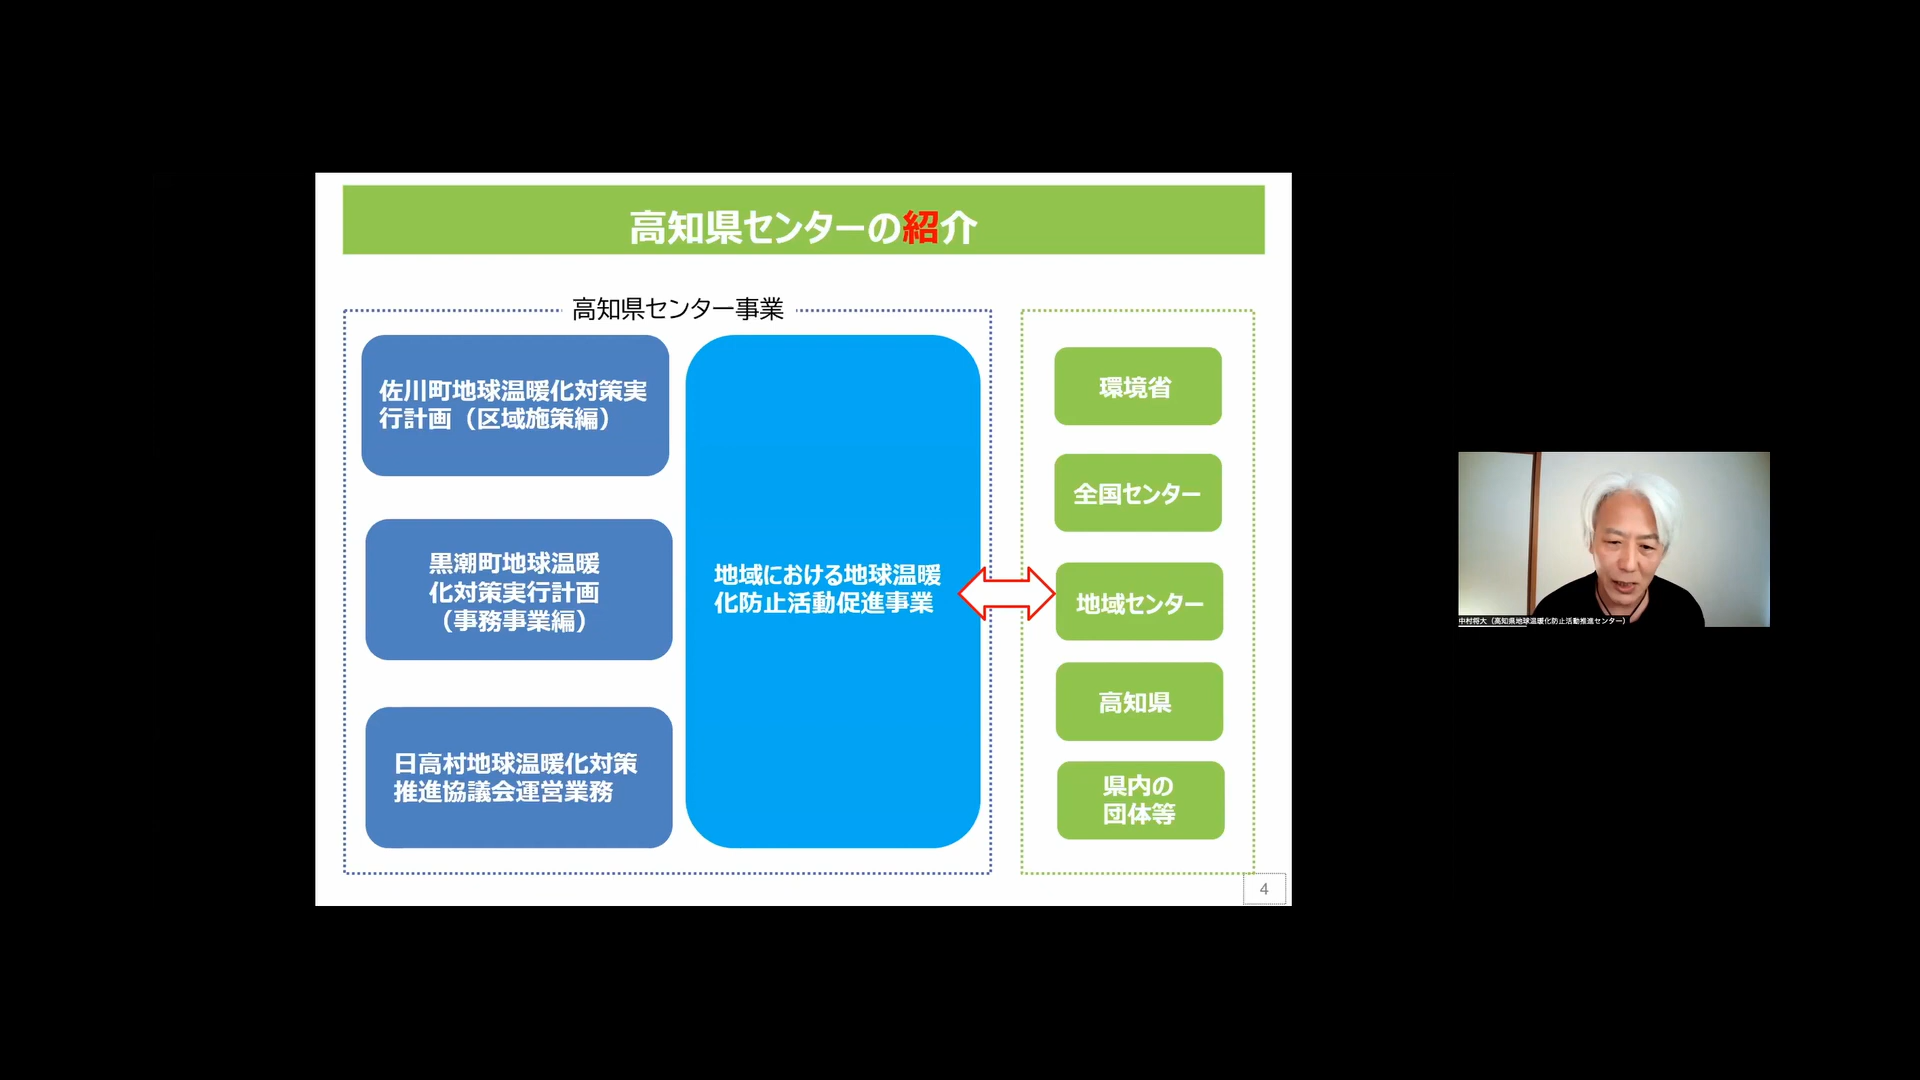 高知県センターの紹介
高知県センター事業
佐川町地球温暖化対策実
行計画（区域施策編）
黒潮町地球温暖
化対策実行計画
（事務事業編）
日高村地球温暖化対策
推進協議会運営業務
地域における地球温暖
化防止活動促進事業
環境省
全国センター
地域センター
高知県
県内の
団体等
4
中村将大（高知県地球温暖化防止活動推進センター）